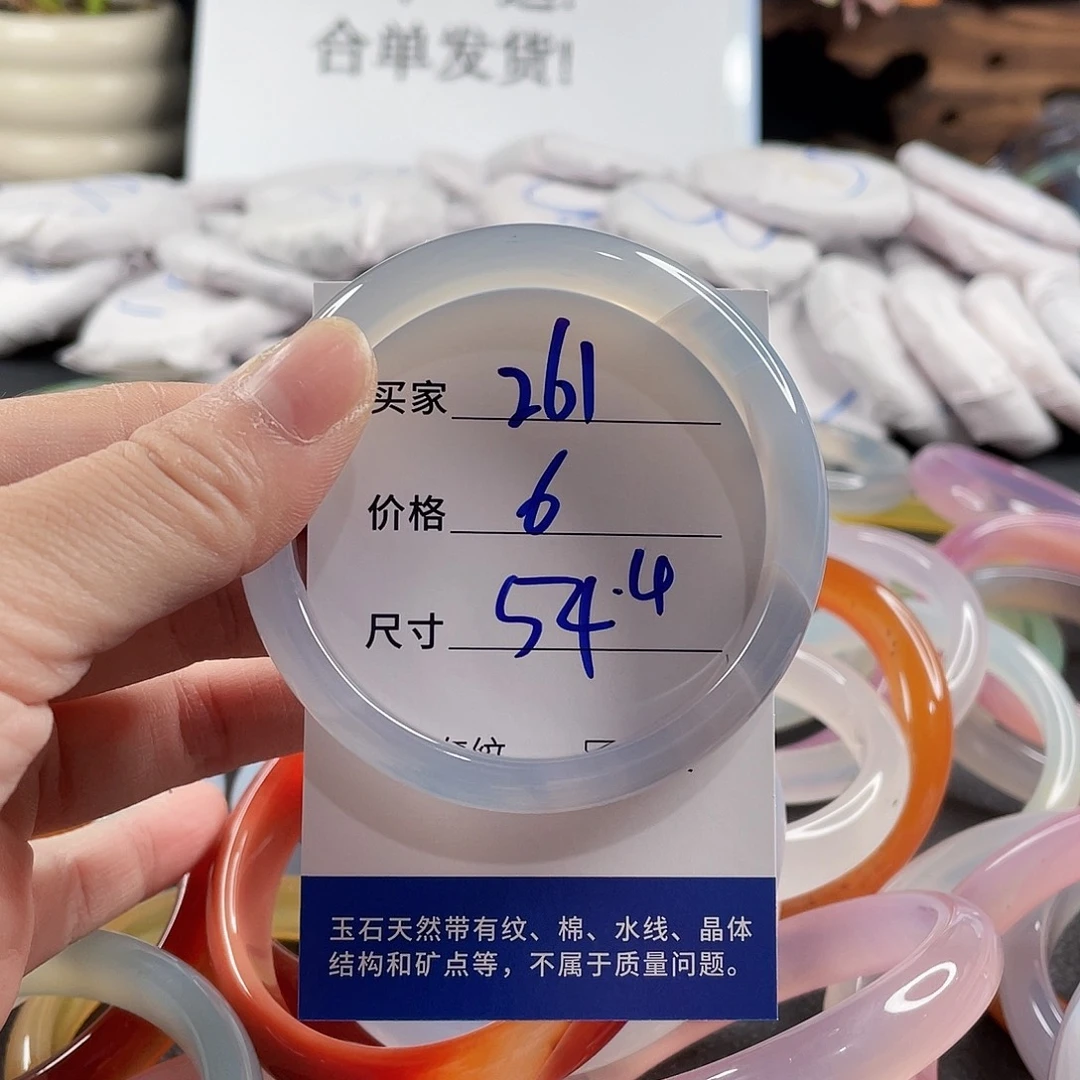 合单发货!
买家 261
价格 6
尺寸 54.4
有纹
玉石天然带有纹、棉、水线、晶体
结构和矿点等，不属于质量问题。